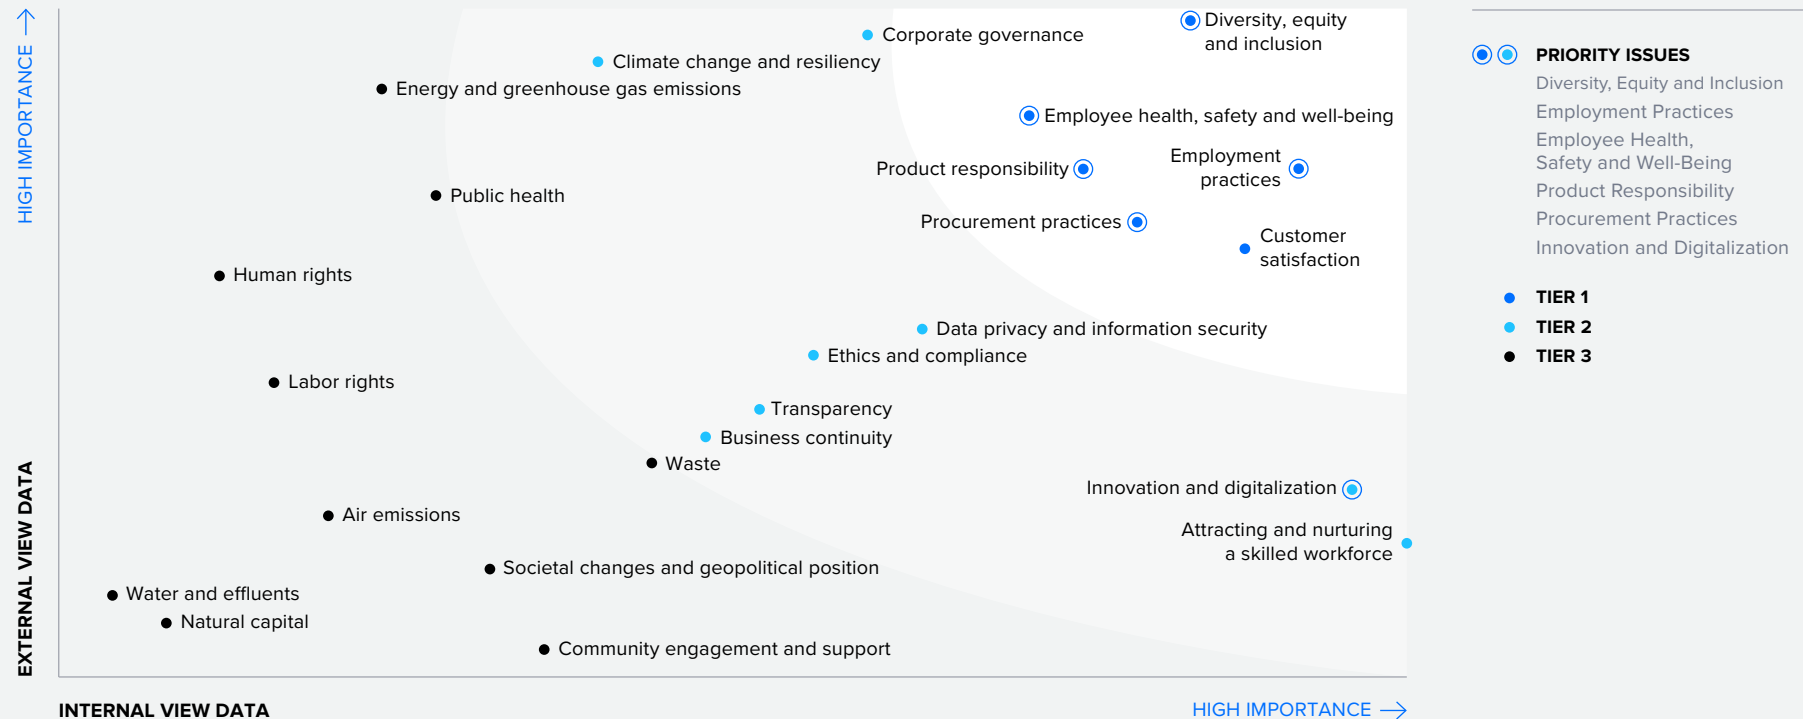 HIGH IMPORTANCE
EXTERNAL VIEW DATA
Diversity, equity
and inclusion
Corporate governance
Climate change and resiliency
Energy and greenhouse gas emissions
Employee health, safety and well-being
Product responsibility
Employment
practices
Public health
Procurement practices
Customer
satisfaction
Human rights
Data privacy and information security
Ethics and compliance
Labor rights
Transparency
Business continuity
Waste
Innovation and digitalization
Air emissions
Attracting and nurturing
a skilled workforce
Societal changes and geopolitical position
Water and effluents
Natural capital
Community engagement and support
INTERNAL VIEW DATA
HIGH IMPORTANCE
PRIORITY ISSUES
Diversity, Equity and Inclusion
Employment Practices
Employee Health,
Safety and Well-Being
Product Responsibility
Procurement Practices
Innovation and Digitalization
TIER 1
TIER 2
TIER 3